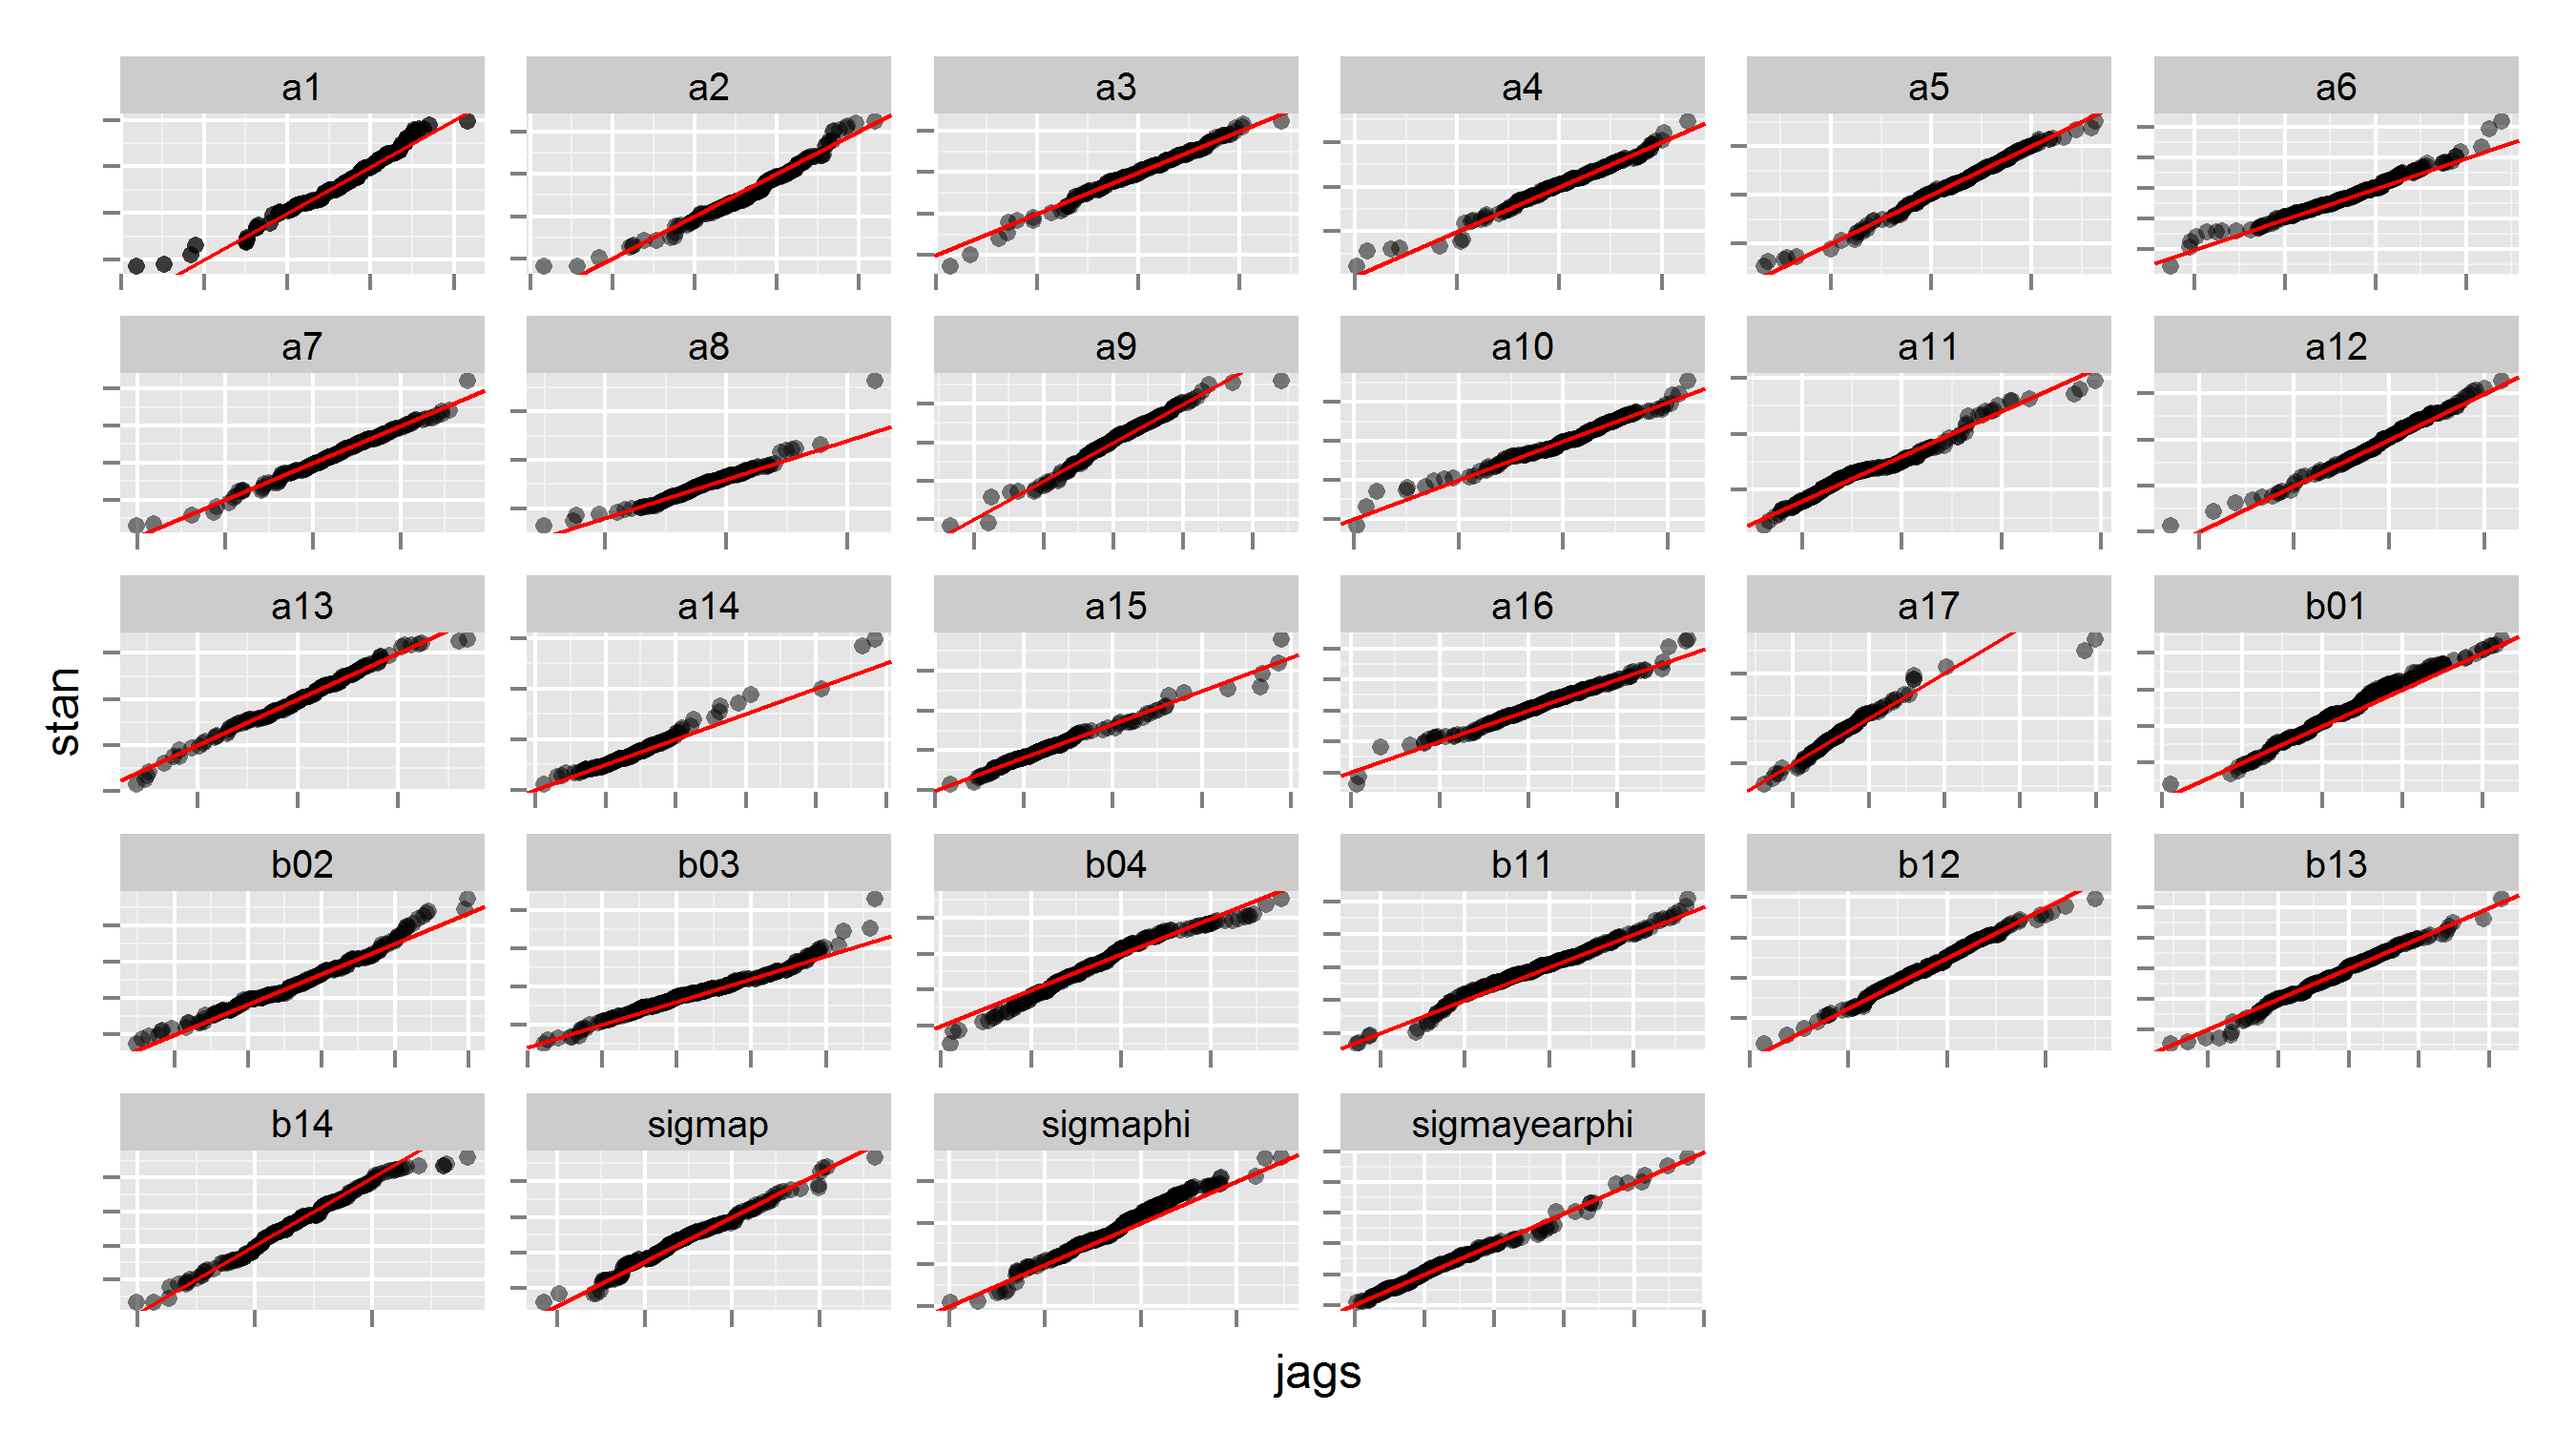 a1 a2 a3 a4 a5 a6
a7 a8 a9 a10 a11 a12
a13 a14 a15 a16 a17 b01
stan
b02 b03 b04 b11 b12 b13
b14 sigmap sigmaphi sigmayearphi
jags